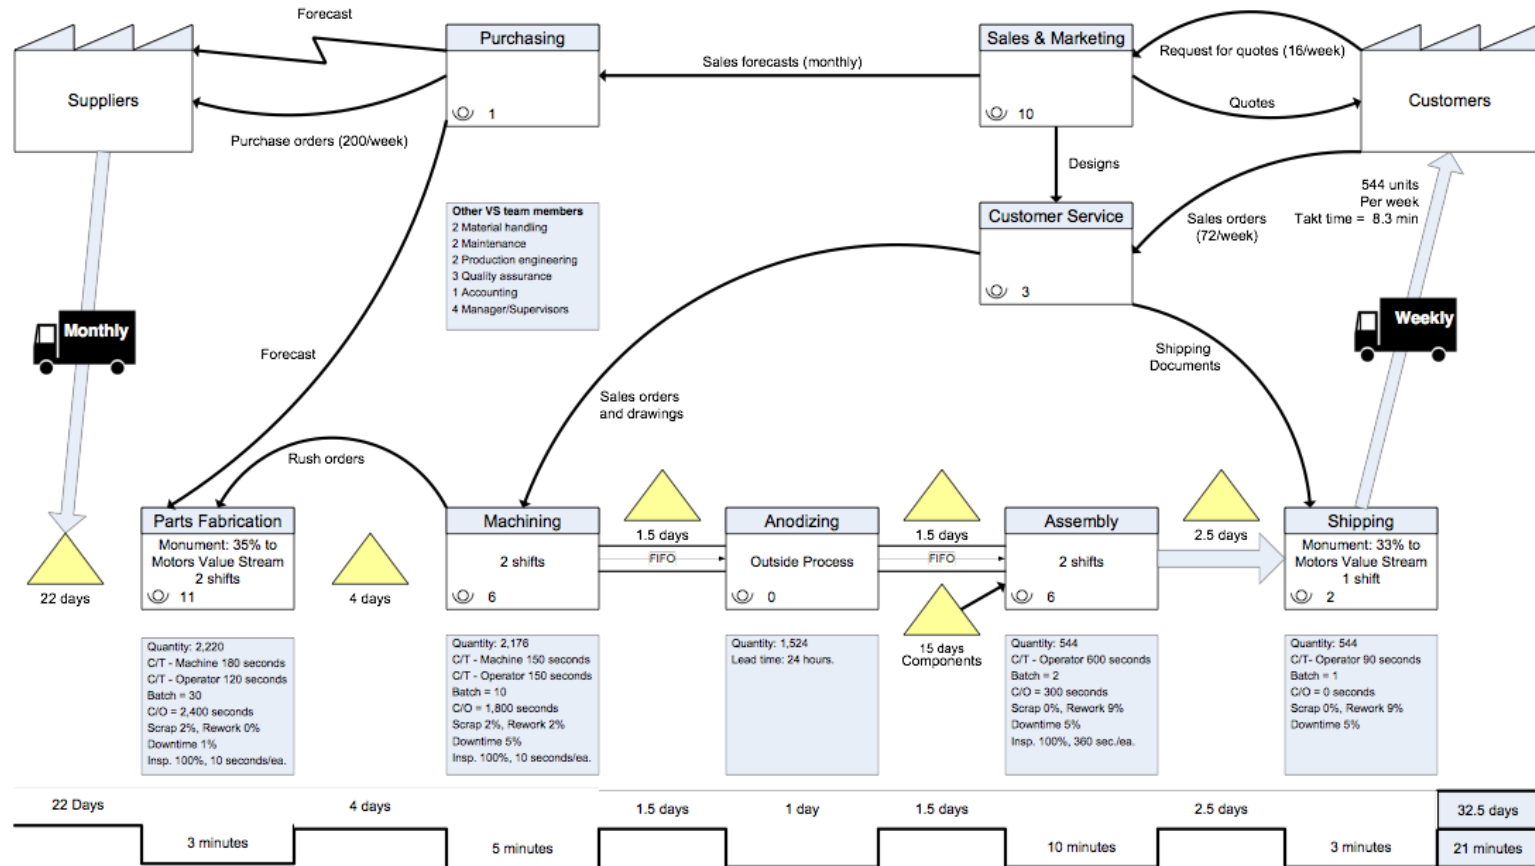 Forecast
Purchasing
1
Sales & Marketing
10
Request for quotes (16/week)
Quotes
Customers
Suppliers
Sales forecasts (monthly)
Purchase orders (200/week)
Designs
Other VS team members
2 Material handling
2 Maintenance
2 Production engineering
3 Quality assurance
1 Accounting
4 Manager/Supervisors
Customer Service
3
Sales orders
(72/week)
544 units
Per week
Takt time = 8.3 min
Monthly
Weekly
Forecast
Shipping
Documents
Sales orders
and drawings
Rush orders
22 days
Parts Fabrication
Monument: 35% to
Motors Value Stream
2 shifts
11
4 days
Machining
2 shifts
6
1.5 days
FIFO
Anodizing
Outside Process
0
1.5 days
FIFO
15 days
Components
Assembly
2 shifts
6
2.5 days
Shipping
Monument: 33% to
Motors Value Stream
1 shift
2
Quantity: 2,220
C/T - Machine 180 seconds
C/T - Operator 120 seconds
Batch = 30
C/O = 2,400 seconds
Scrap 2%, Rework 0%
Downtime 1%
Insp. 100%, 10 seconds/ea.
Quantity: 2,176
C/T - Machine 150 seconds
C/T - Operator 150 seconds
Batch = 10
C/O = 1,800 seconds
Scrap 2%, Rework 2%
Downtime 5%
Insp. 100%, 10 seconds/ea.
Quantity: 1,524
Lead time: 24 hours.
Quantity: 544
C/T - Operator 600 seconds
Batch = 2
C/O = 300 seconds
Scrap 0%, Rework 9%
Downtime 5%
Insp. 100%, 360 sec./ea.
Quantity: 544
C/T- Operator 90 seconds
Batch = 1
C/O = 0 seconds
Scrap 0%, Rework 9%
Downtime 5%
22 Days
4 days
1.5 days
1 day
1.5 days
2.5 days
32.5 days
3 minutes
5 minutes
10 minutes
3 minutes
21 minutes